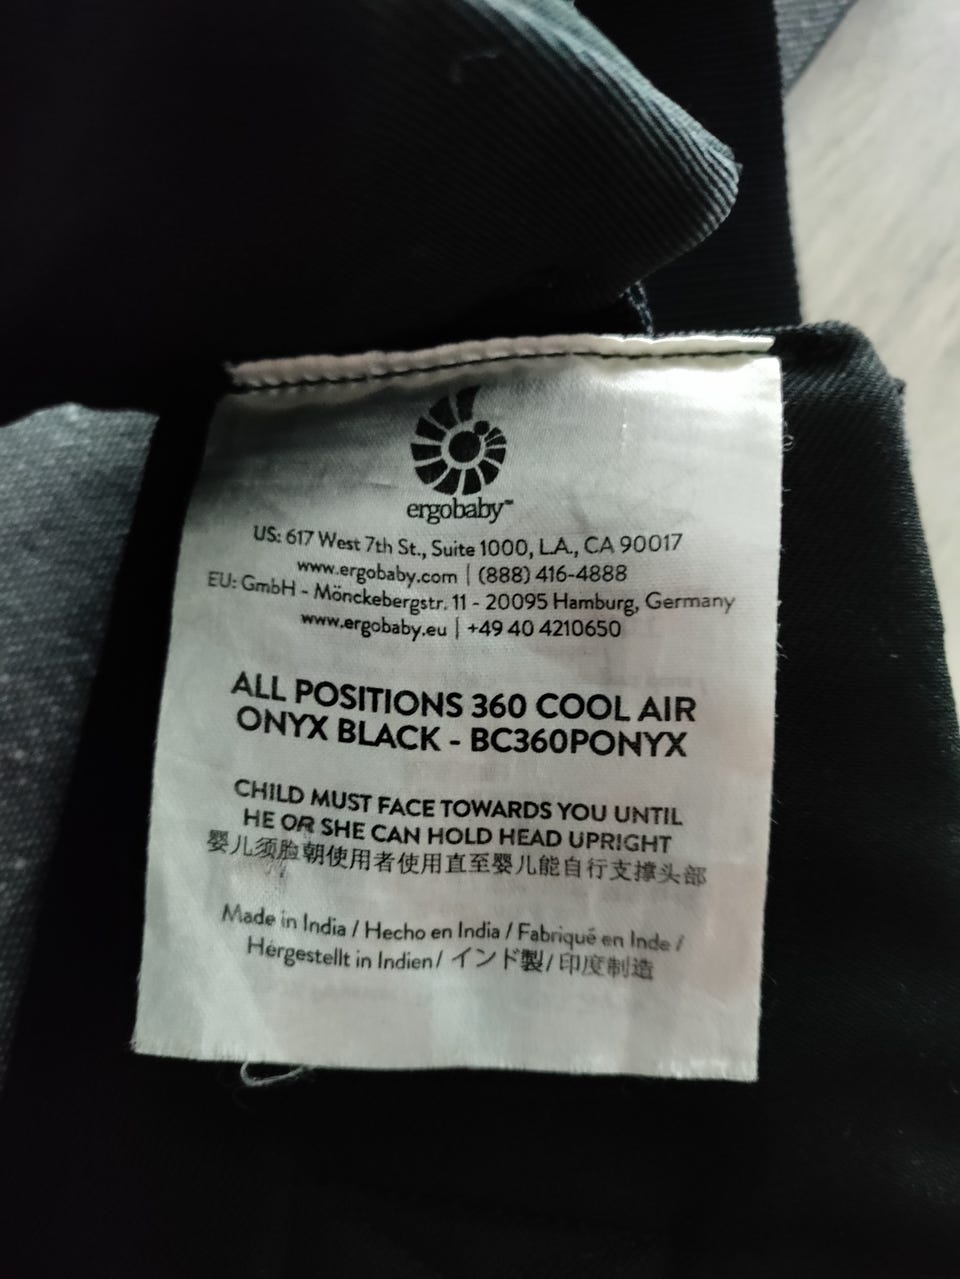 ergobaby™
US: 617 West 7th St., Suite 1000, L.A., CA 90017
www.ergobaby.com | (888) 416-4888
EU: GmbH - Mönckebergstr. 11 - 20095 Hamburg, Germany
www.ergobaby.eu | +49 40 4210650
ALL POSITIONS 360 COOL AIR
ONYX BLACK - BC360PONYX
CHILD MUST FACE TOWARDS YOU UNTIL
HE OR SHE CAN HOLD HEAD UPRIGHT
婴儿须脸朝使用者使用直至婴儿能自行支撑头部
Made in India / Hecho en India / Fabriqué en Inde /
Hergestellt in Indien / インド製 / 印度制造